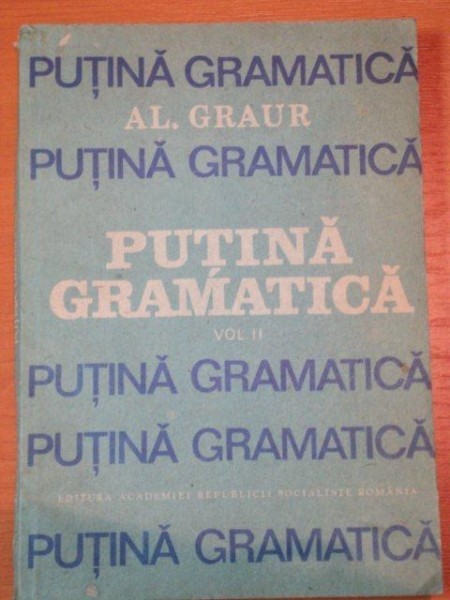 PUȚINĂ GRAMATICĂ
AL. GRAUR
PUȚINĂ GRAMATICĂ
PUȚINĂ
GRAMATICĂ
VOL II
PUȚINĂ GRAMATICĂ
PUȚINĂ GRAMATICĂ
EDITURA ACADEMIEI REPUBLICII SOCIALISTE ROMÂNIA
PUȚINĂ GRAMATICĂ